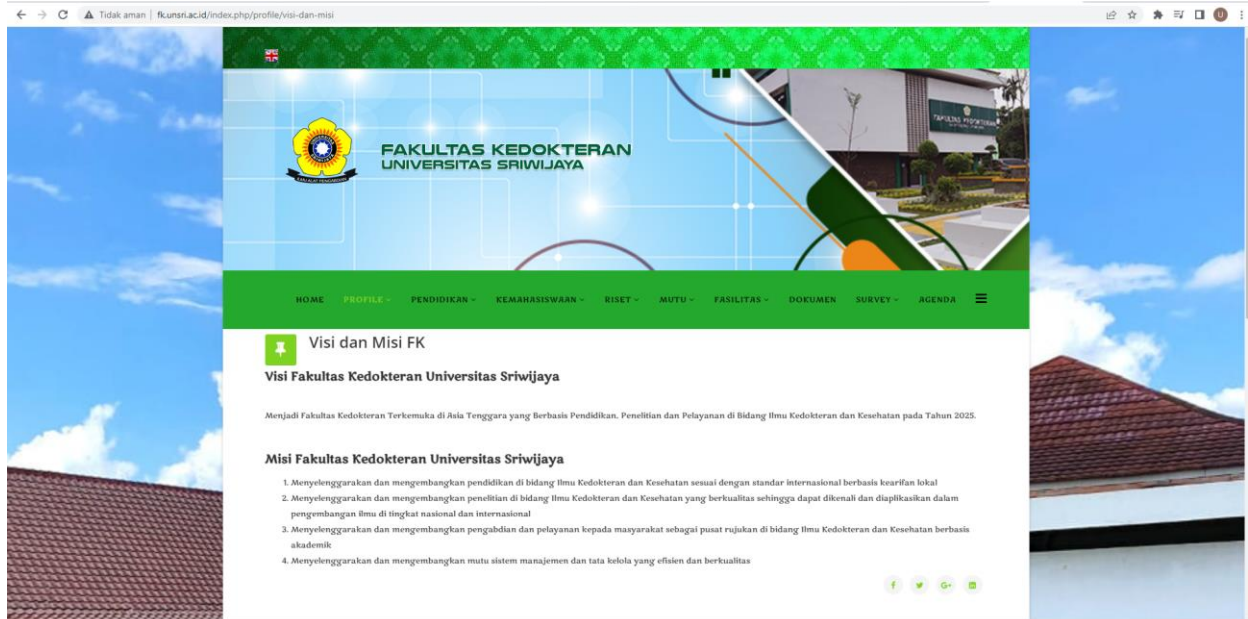 Tidak aman | fk.unsri.ac.id/index.php/profile/visi-dan-misi
U
FAKULTAS KEDOKTERAN
UNIVERSITAS SRIWIJAYA
FAKULTAS KEDOKTERAN
HOME PROFILE PENDIDIKAN KEMAHASISWAAN RISET MUTU FASILITAS DOKUMEN SURVEY AGENDA
Visi dan Misi FK
Visi Fakultas Kedokteran Universitas Sriwijaya
Menjadi Fakultas Kedokteran Terkemuka di Asia Tenggara yang Berbasis Pendidikan, Penelitian dan Pelayanan di Bidang Ilmu Kedokteran dan Kesehatan pada Tahun 2025.
Misi Fakultas Kedokteran Universitas Sriwijaya
1. Menyelenggarakan dan mengembangkan pendidikan di bidang Ilmu Kedokteran dan Kesehatan sesuai dengan standar internasional berbasis kearifan lokal
2. Menyelenggarakan dan mengembangkan penelitian di bidang Ilmu Kedokteran dan Kesehatan yang berkualitas sehingga dapat dikenali dan diaplikasikan dalam
pengembangan ilmu di tingkat nasional dan internasional
3. Menyelenggarakan dan mengembangkan pengabdian dan pelayanan kepada masyarakat sebagai pusat rujukan di bidang Ilmu Kedokteran dan Kesehatan berbasis
akademik
4. Menyelenggarakan dan mengembangkan mutu sistem manajemen dan tata kelola yang efisien dan berkualitas